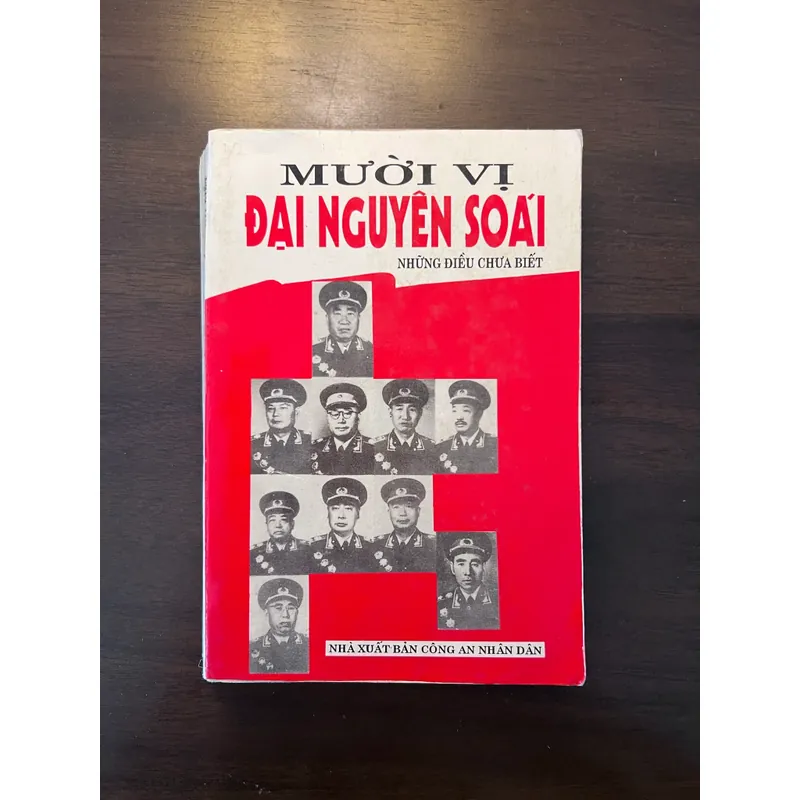 MƯỜI VỊ
ĐẠI NGUYÊN SOÁI
NHỮNG ĐIỀU CHƯA BIẾT
NHÀ XUẤT BẢN CÔNG AN NHÂN DÂN